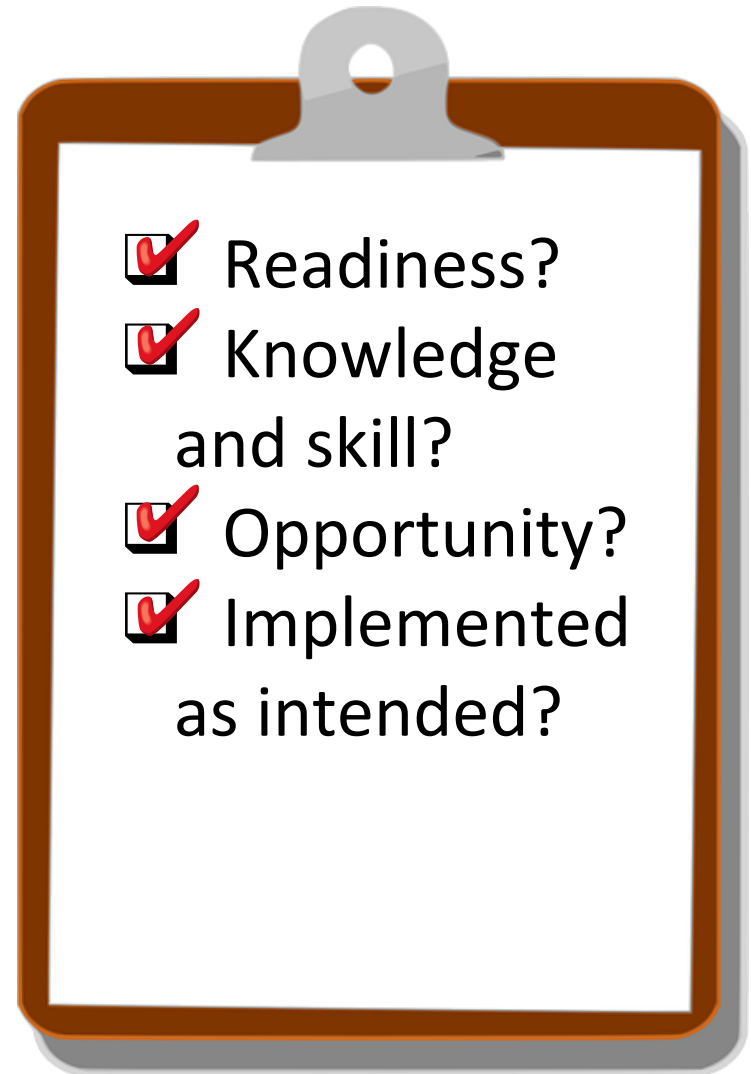 Readiness?
Knowledge
and skill?
Opportunity?
Implemented
as intended?